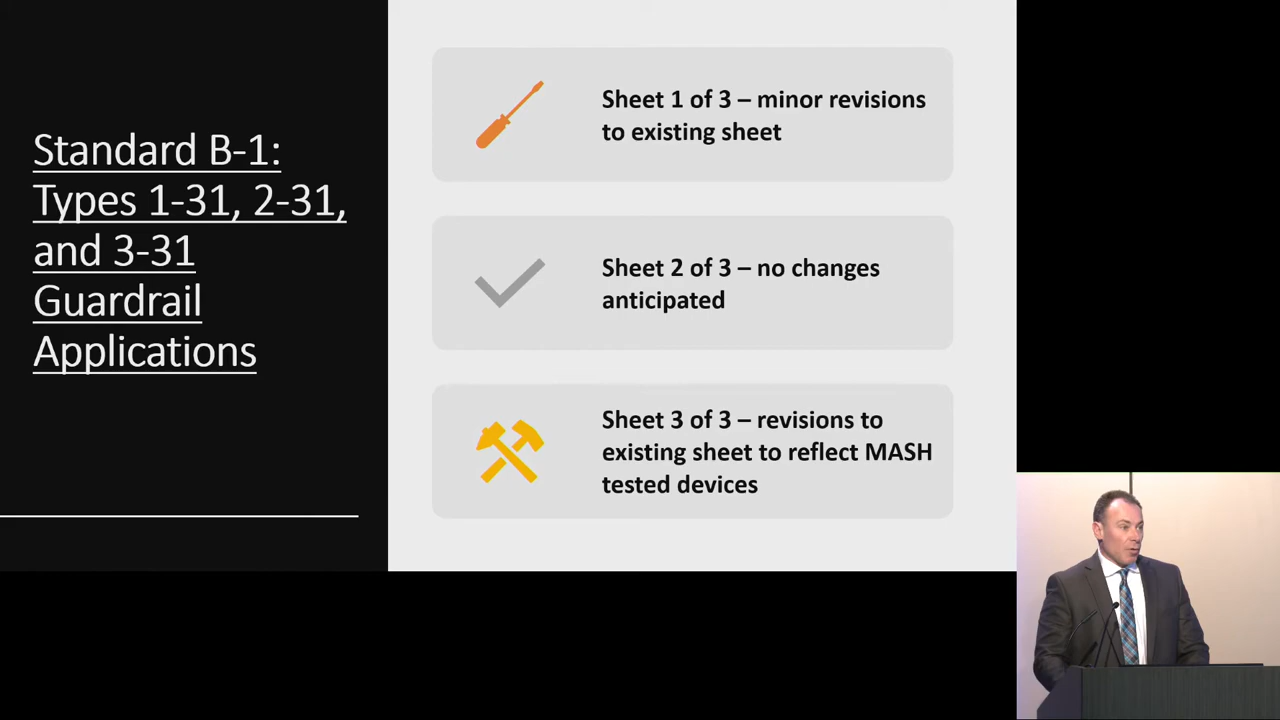 Standard B-1:
Types 1-31, 2-31,
and 3-31
Guardrail
Applications
Sheet 1 of 3 – minor revisions
to existing sheet
Sheet 2 of 3 – no changes
anticipated
Sheet 3 of 3 – revisions to
existing sheet to reflect MASH
tested devices